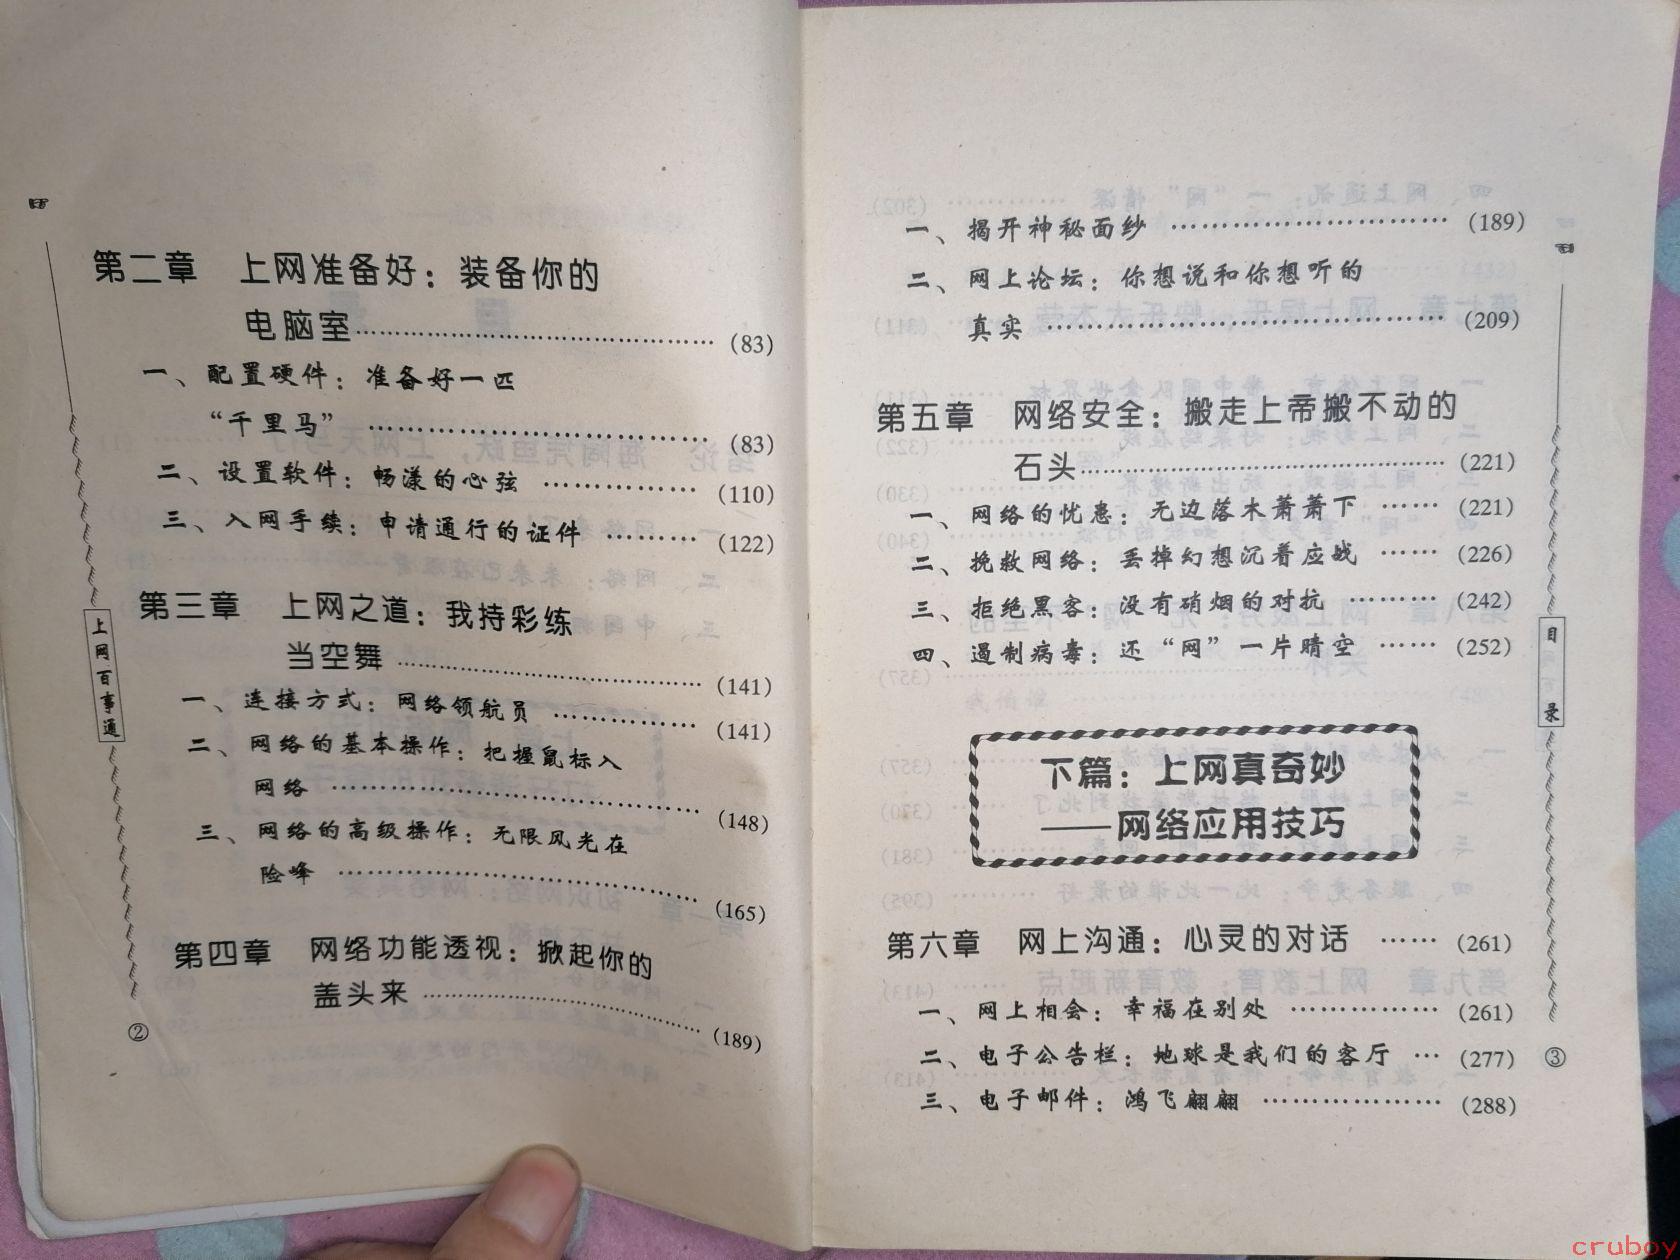 第二章 上网准备好：装备你的
电脑室…………………………………(83)
一、配置硬件：准备好一匹
“千里马” ………………………………(83)
二、设置软件：畅漾的心弦 ……………(110)
三、入网手续：申请通行的证件 ………(122)
第三章 上网之道：我持彩练
当空舞 ……………………………(141)
一、连接方式：网络领航员 ……………(141)
二、网络的基本操作：把握鼠标入
网络 …………………………………(148)
三、网络的高级操作：无限风光在
险峰 …………………………………(165)
第四章 网络功能透视：掀起你的
盖头来 ………………………………(189)
上网百事通
②
一、揭开神秘面纱 ………………………(189)
二、网上论坛：你想说和你想听的
真实 …………………………………(209)
第五章 网络安全：搬走上帝搬不动的
石头…………………………………(221)
一、网络的忧患：无边落木萧萧下 ……(221)
二、挽救网络：丢掉幻想沉着应战 ……(226)
三、拒绝黑客：没有硝烟的对抗 ………(242)
四、遏制病毒：还“网”一片晴空 ……(252)
下篇：上网真奇妙
——网络应用技巧
第六章 网上沟通：心灵的对话 ……(261)
一、网上相会：幸福在别处 ……………(261)
二、电子公告栏：地球是我们的客厅 …(277)
三、电子邮件：鸿飞翩翩 ………………(288)
目录
③
cruboy